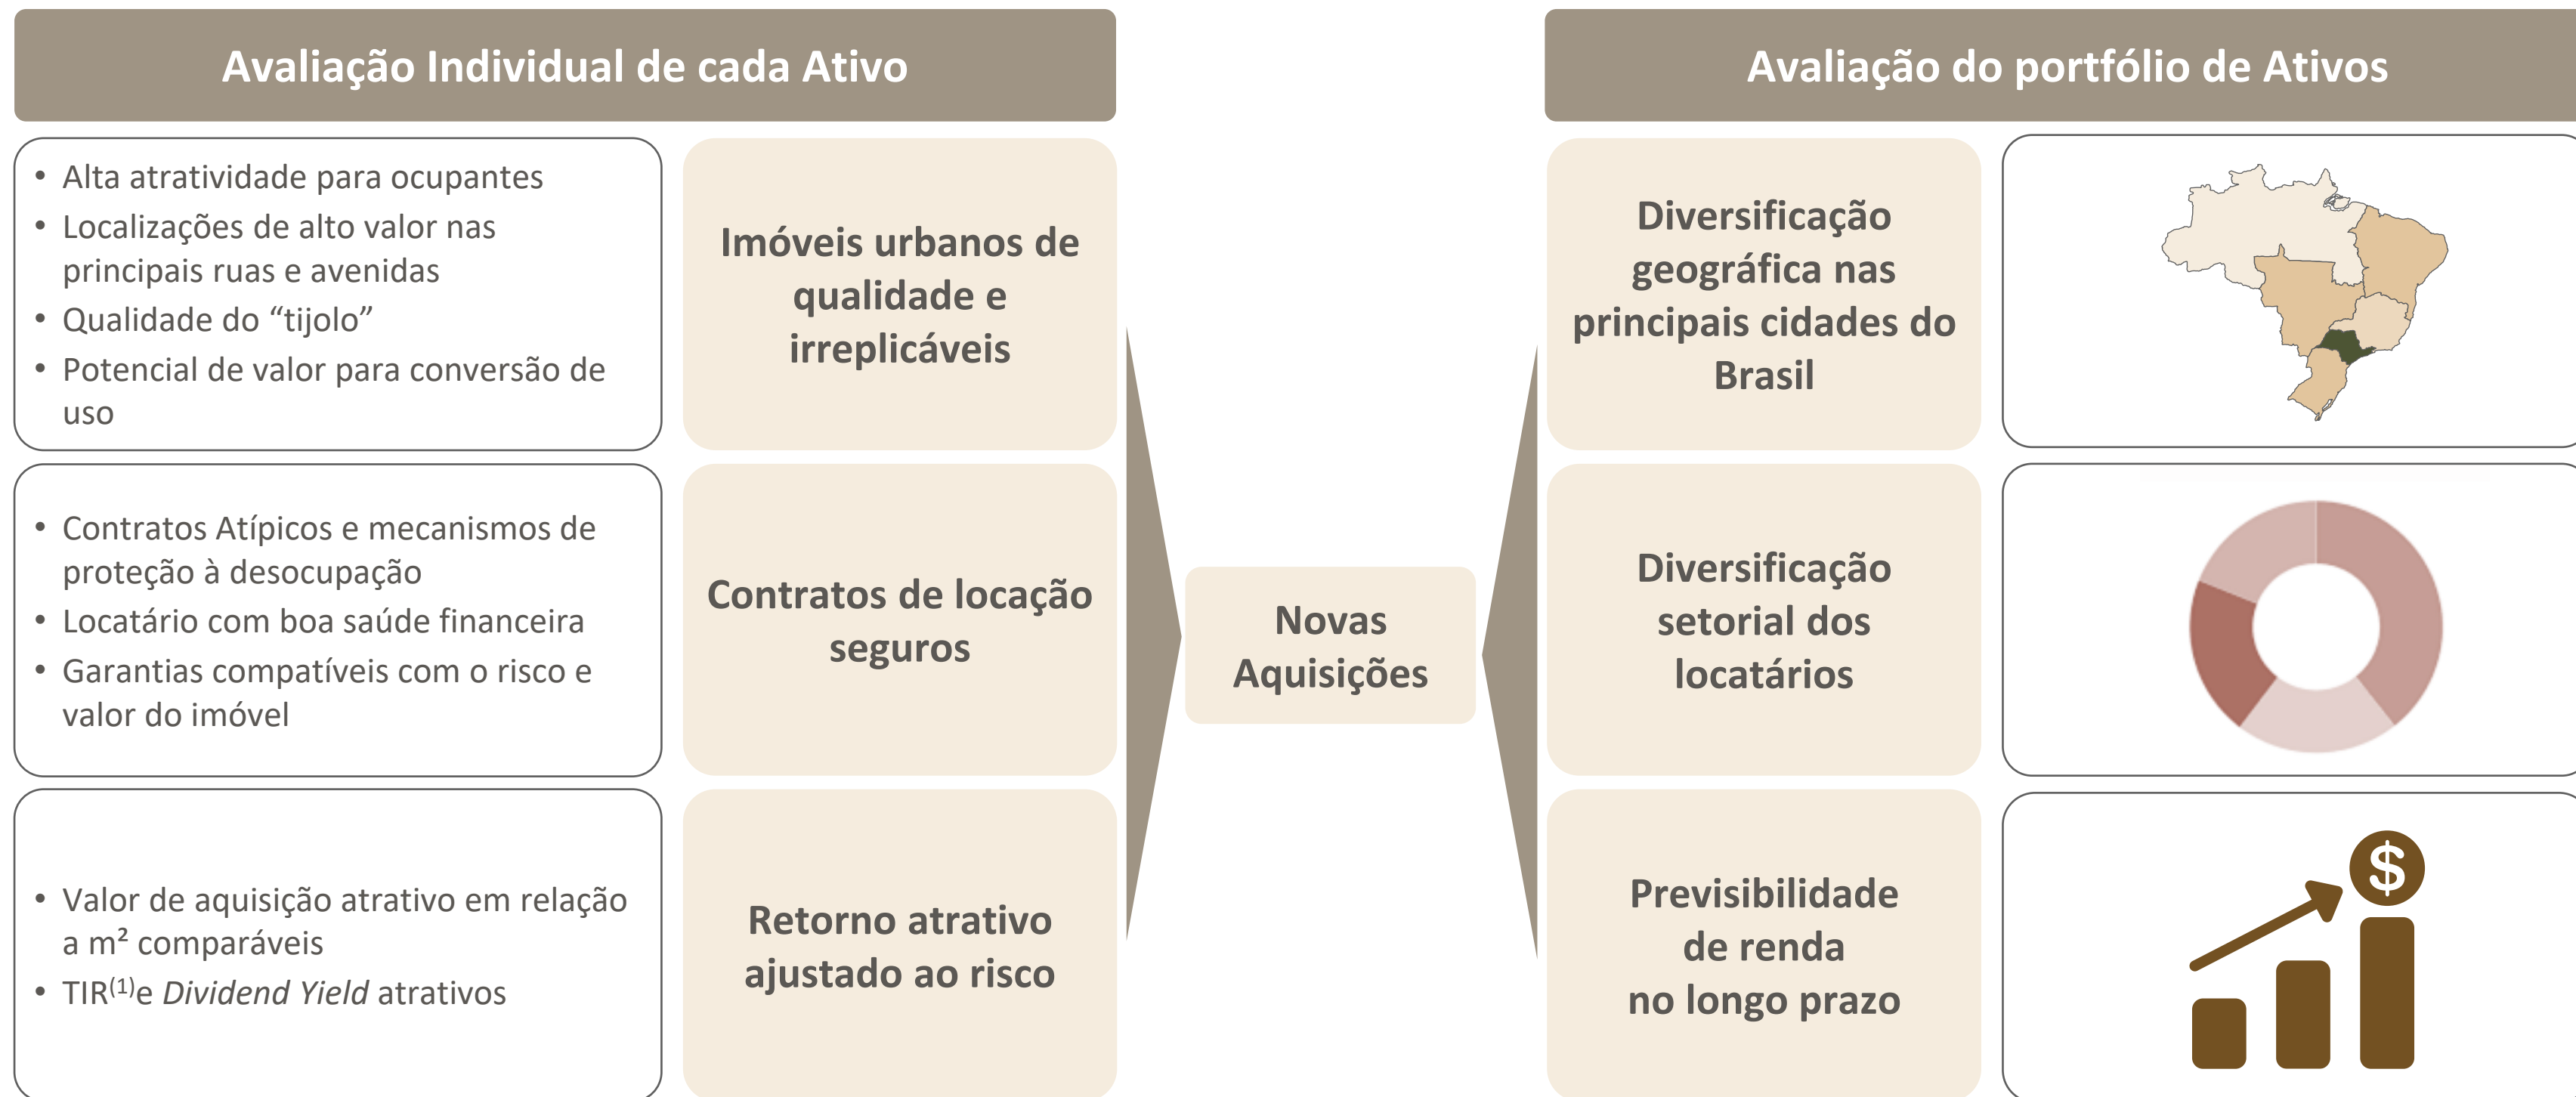 Avaliação Individual de cada Ativo
• Alta atratividade para ocupantes
• Localizações de alto valor nas
principais ruas e avenidas
• Qualidade do “tijolo”
• Potencial de valor para conversão de
uso
Imóveis urbanos de
qualidade e
irreplicáveis
• Contratos Atípicos e mecanismos de
proteção à desocupação
• Locatário com boa saúde financeira
• Garantias compatíveis com o risco e
valor do imóvel
Contratos de locação
seguros
• Valor de aquisição atrativo em relação
a m² comparáveis
• TIR⁽¹⁾e Dividend Yield atrativos
Retorno atrativo
ajustado ao risco
Novas
Aquisições
Avaliação do portfólio de Ativos
Diversificação
geográfica nas
principais cidades do
Brasil
Diversificação
setorial dos
locatários
Previsibilidade
de renda
no longo prazo
$